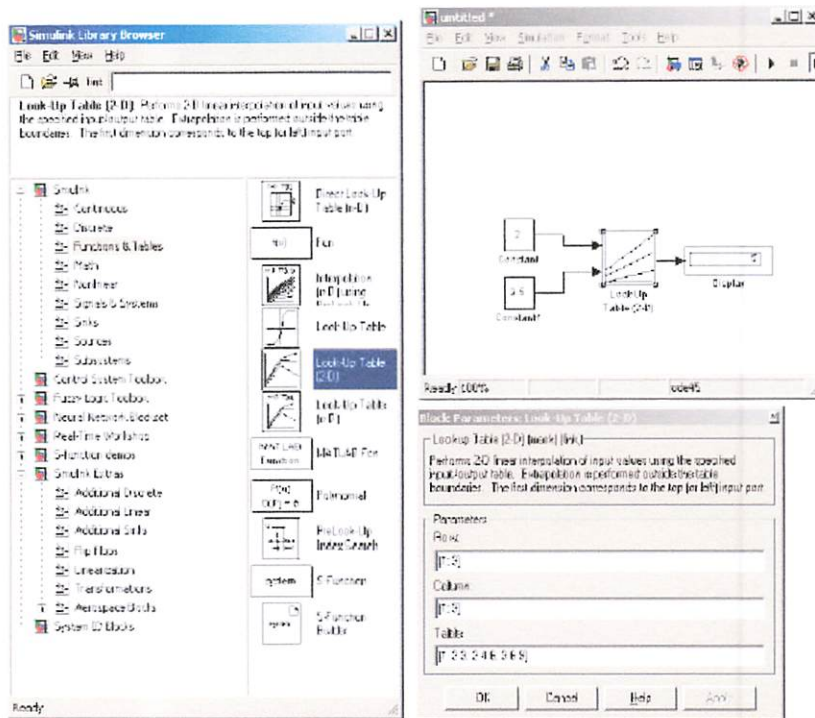 Simulink Library Browser
File Edit View Help
Find
Look-Up Table (2-D): Performs 2-D linear interpolation of input values using
the specified input/output table. Extrapolation is performed outside the table
boundaries. The first dimension corresponds to the top (or left) input port.
Simulink
Continuous
Discrete
Functions & Tables
Math
Nonlinear
Signals & Systems
Sinks
Sources
Subsystems
Control System Toolbox
Fuzzy Logic Toolbox
Neural Network Blockset
Real-Time Workshop
S-function demos
Simulink Extras
Additional Discrete
Additional Linear
Additional Sinks
Flip Flops
Linearization
Transformations
Aerospace Blocks
System ID Blocks
Direct Look-Up
Table (n-D)
f(u)
Fcn
Interpolation
(n-D) using
Look-Up Table
Look-Up Table
(2-D)
Look-Up Table
(n-D)
MATLAB
Function
MATLAB Fcn
Polynomial
PreLook-Up
Index Search
system
S-Function
system
S-Function
Builder
Ready
untitled *
File Edit View Simulation Format Tools Help
Constant
Constant1
Look-Up
Table (2-D)
Display
Ready 100% ode45
Block Parameters: Look-Up Table (2-D)
Lookup Table (2-D) (mask) (link)
Performs 2-D linear interpolation of input values using the specified
input/output table. Extrapolation is performed outside the table
boundaries. The first dimension corresponds to the top (or left) input port.
Parameters
Row:
[1:3]
Column:
[1:3]
Table:
OK Cancel Help Apply